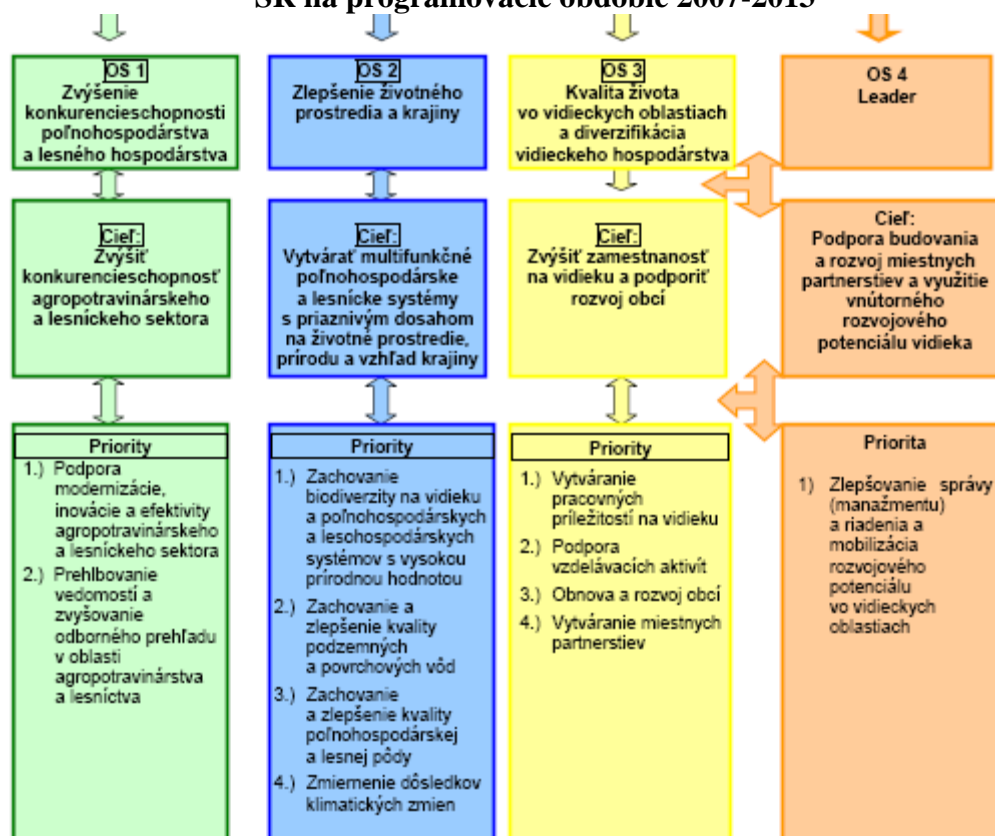 SR na programovacie obdobie 2007-2013
OS 1
Zvýšenie
konkurencieschopnosti
poľnohospodárstva
a lesného hospodárstva
OS 2
Zlepšenie životného
prostredia a krajiny
OS 3
Kvalita života
vo vidieckych oblastiach
a diverzifikácia
vidieckeho hospodárstva
OS 4
Leader
Cieľ:
Zvýšiť
konkurencieschopnosť
agropotravinárskeho
a lesníckeho sektora
Cieľ:
Vytvárať multifunkčné
poľnohospodárske
a lesnícke systémy
s priaznivým dosahom
na životné prostredie,
prírodu a vzhľad krajiny
Cieľ:
Zvýšiť zamestnanosť
na vidieku a podporiť
rozvoj obcí
Cieľ:
Podpora budovania
a rozvoj miestnych
partnerstiev a využitie
vnútorného
rozvojového
potenciálu vidieka
Priority
1.) Podpora
modernizácie,
inovácie a efektivity
agropotravinárskeho
a lesníckeho sektora
2.) Prehlbovanie
vedomostí a
zvyšovanie
odborného prehľadu
v oblasti
agropotravinárstva
a lesníctva
Priority
1.) Zachovanie
biodiverzity na vidieku
a poľnohospodárskych
a lesohospodárskych
systémov s vysokou
prírodnou hodnotou
2.) Zachovanie a
zlepšenie kvality
podzemných
a povrchových vôd
3.) Zachovanie
a zlepšenie kvality
poľnohospodárskej
a lesnej pôdy
4.) Zmiernenie dôsledkov
klimatických zmien
Priority
1.) Vytváranie
pracovných
príležitostí na vidieku
2.) Podpora
vzdelávacích aktivít
3.) Obnova a rozvoj obcí
4.) Vytváranie miestnych
partnerstiev
Priorita
1) Zlepšovanie správy
(manažmentu)
a riadenia a
mobilizácia
rozvojového
potenciálu
vo vidieckych
oblastiach